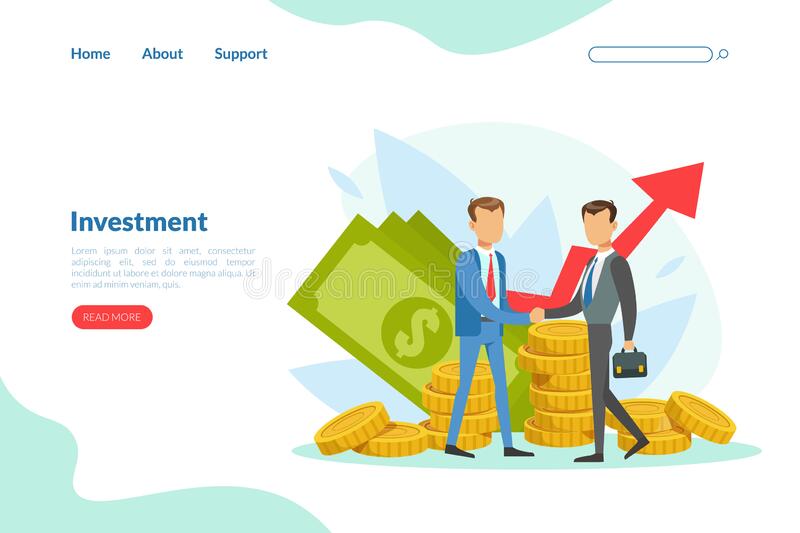 Home About Support
Investment
Lorem ipsum dolor sit amet, consectetur
adipiscing elit, sed do eiusmod tempor
incididunt ut labore et dolore magna
aliqua. Ut enim ad minim veniam.
READ MORE
$
dreamstime